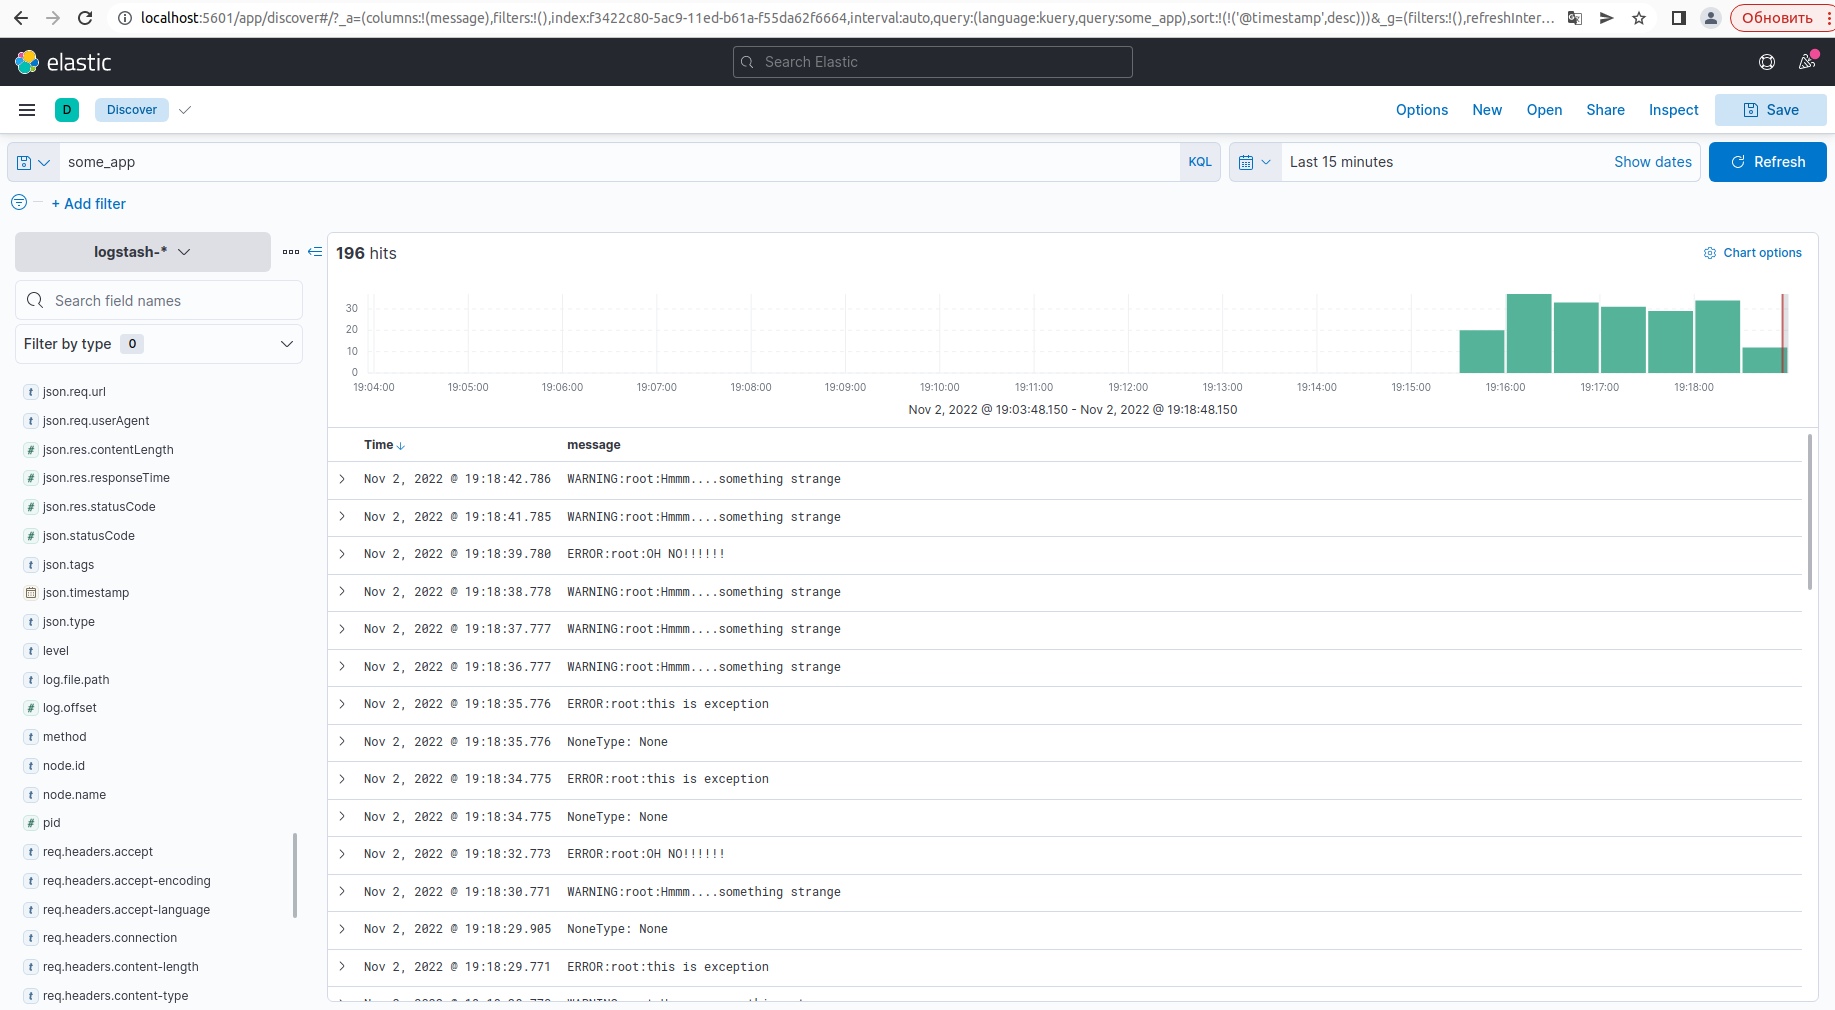 localhost:5601/app/discover#/?_a=(columns:!(message),filters:!(),index:f3422c80-5ac9-11ed-b61a-f55da62f6664,interval:auto,query:(language:kuery,query:some_app),sort:!(!('@timestamp',desc)))&_g=(filters:!(),refreshInter...
Обновить
elastic
Search Elastic
D
Discover
Options
New
Open
Share
Inspect
Save
some_app
KQL
Last 15 minutes
Show dates
Refresh
+ Add filter
logstash-*
Search field names
Filter by type 0
t json.req.url
t json.req.userAgent
# json.res.contentLength
# json.res.responseTime
# json.res.statusCode
# json.statusCode
t json.tags
json.timestamp
t json.type
t level
t log.file.path
# log.offset
t method
t node.id
t node.name
# pid
t req.headers.accept
t req.headers.accept-encoding
t req.headers.accept-language
t req.headers.connection
t req.headers.content-length
t req.headers.content-type
196 hits
Chart options
30
20
10
0
19:04:00 19:05:00 19:06:00 19:07:00 19:08:00 19:09:00 19:10:00 19:11:00 19:12:00 19:13:00 19:14:00 19:15:00 19:16:00 19:17:00 19:18:00
Nov 2, 2022 @ 19:03:48.150 - Nov 2, 2022 @ 19:18:48.150
Time message
Nov 2, 2022 @ 19:18:42.786 WARNING:root:Hmmm....something strange
Nov 2, 2022 @ 19:18:41.785 WARNING:root:Hmmm....something strange
Nov 2, 2022 @ 19:18:39.780 ERROR:root:OH NO!!!!!!
Nov 2, 2022 @ 19:18:38.778 WARNING:root:Hmmm....something strange
Nov 2, 2022 @ 19:18:37.777 WARNING:root:Hmmm....something strange
Nov 2, 2022 @ 19:18:36.777 WARNING:root:Hmmm....something strange
Nov 2, 2022 @ 19:18:35.776 ERROR:root:this is exception
Nov 2, 2022 @ 19:18:35.776 NoneType: None
Nov 2, 2022 @ 19:18:34.775 ERROR:root:this is exception
Nov 2, 2022 @ 19:18:34.775 NoneType: None
Nov 2, 2022 @ 19:18:32.773 ERROR:root:OH NO!!!!!!
Nov 2, 2022 @ 19:18:30.771 WARNING:root:Hmmm....something strange
Nov 2, 2022 @ 19:18:29.905 NoneType: None
Nov 2, 2022 @ 19:18:29.771 ERROR:root:this is exception